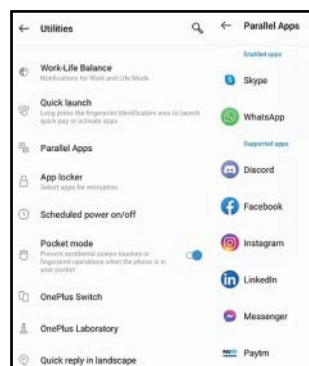 Utilities
Work-Life Balance
Notifications for Work and Life Mode
Quick launch
Long press the fingerprint identification area to launch
quick pay or activate apps
Parallel Apps
App locker
Select apps for encryption
Scheduled power on/off
Pocket mode
Prevent accidental screen touches or
fingerprint operations when the phone is in
your pocket
OnePlus Switch
OnePlus Laboratory
Quick reply in landscape
Parallel Apps
Enabled apps
Skype
WhatsApp
Supported apps
Discord
Facebook
Instagram
LinkedIn
Messenger
Paytm